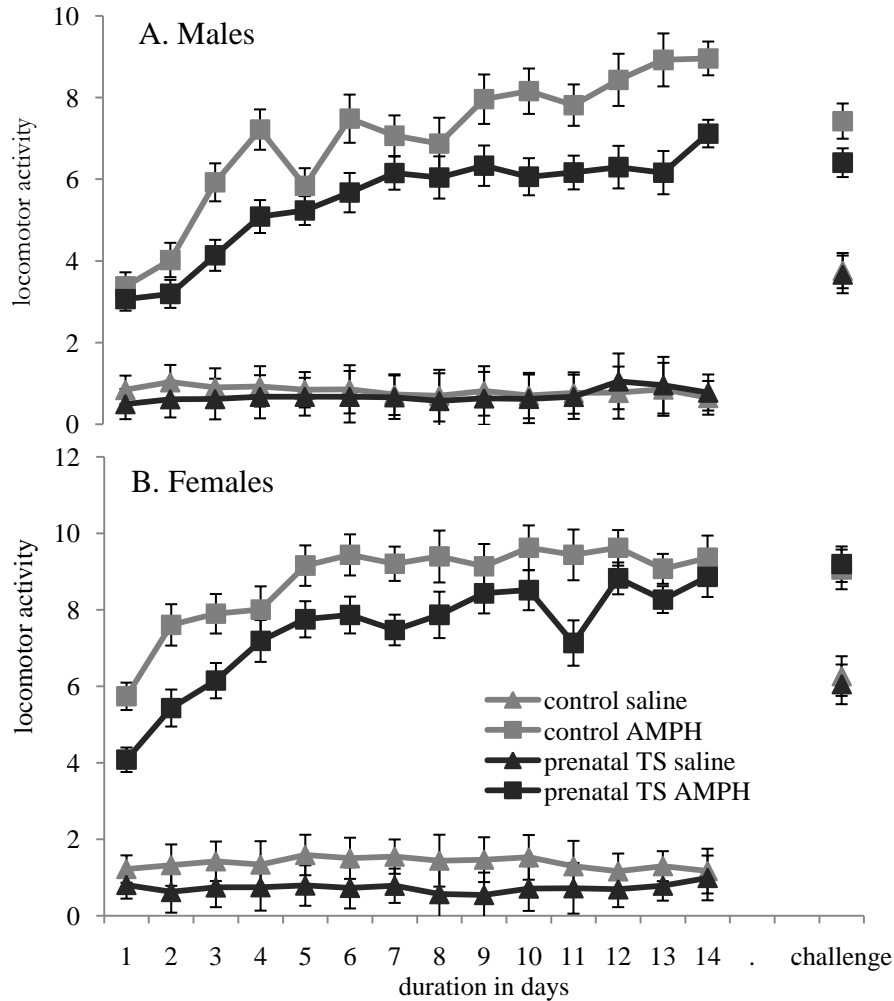 A. Males
locomotor activity
10
8
6
4
2
0
B. Females
locomotor activity
12
10
8
6
4
2
0
control saline
control AMPH
prenatal TS saline
prenatal TS AMPH
1 2 3 4 5 6 7 8 9 10 11 12 13 14 . challenge
duration in days